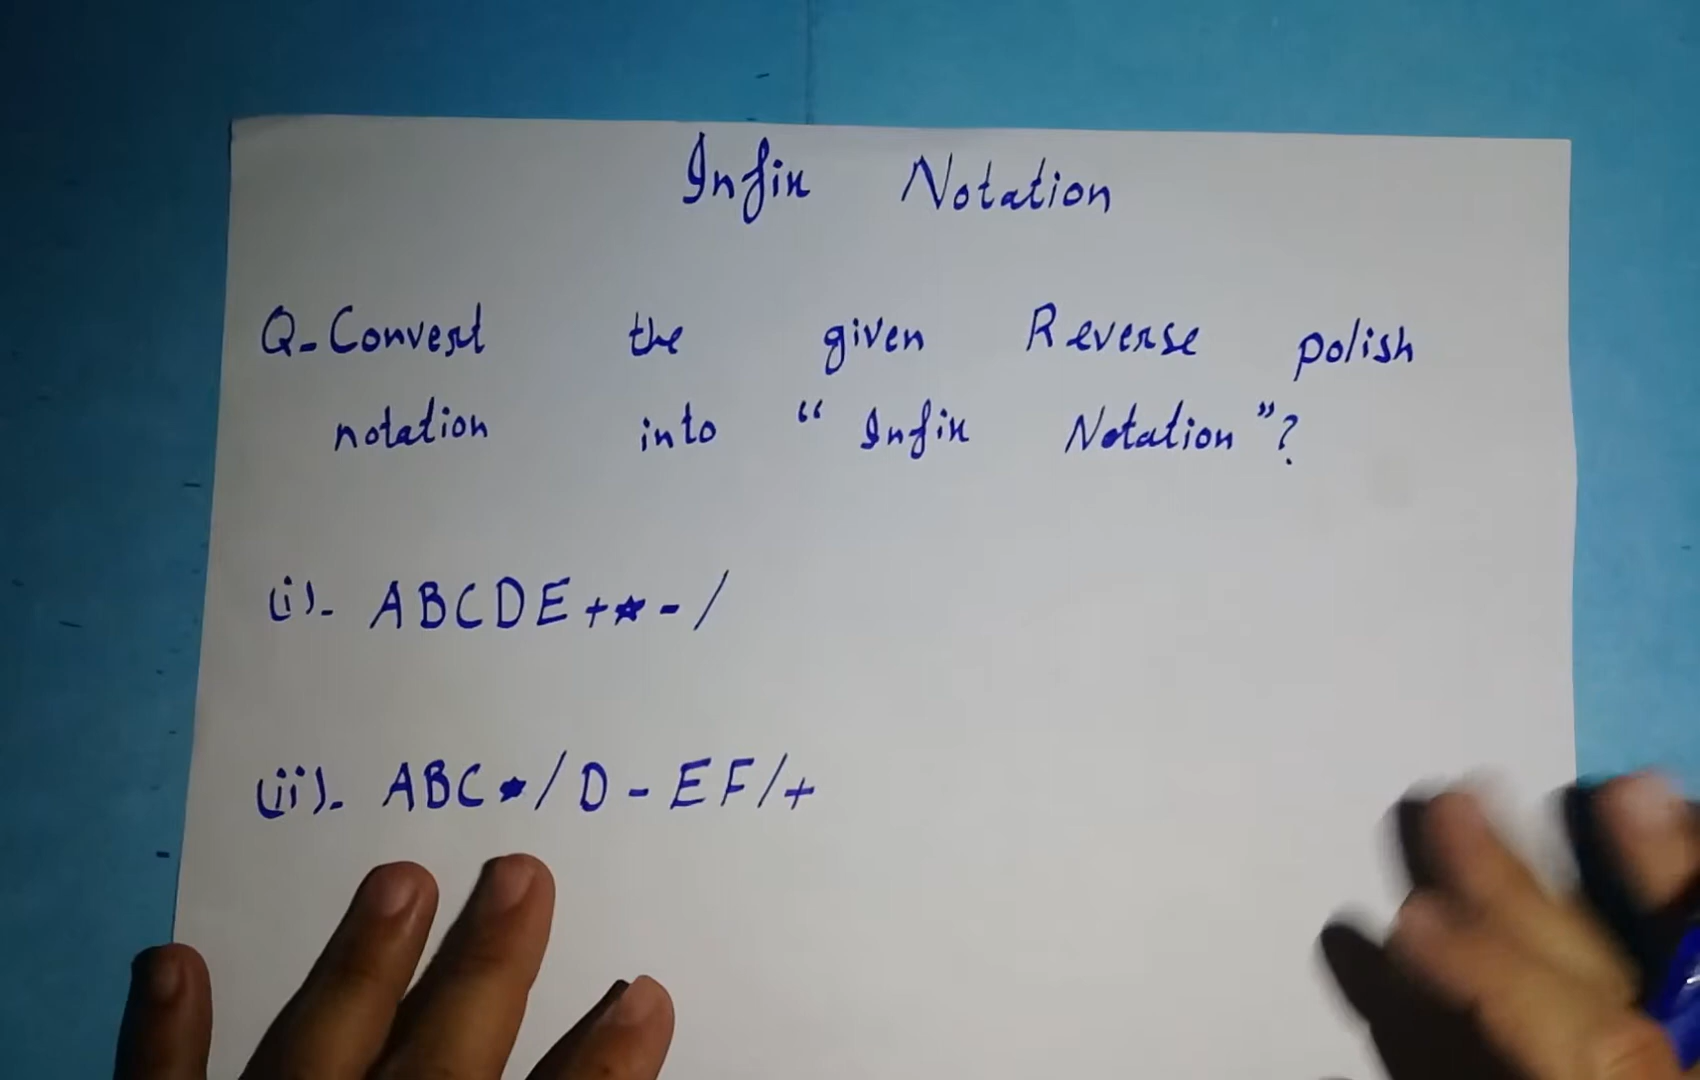 Infix Notation
Q- Convert the given Reverse polish
notation into “ Infix Notation ”?
(i)- ABCDE+*-/
(ii)- ABC*/D-EF/+